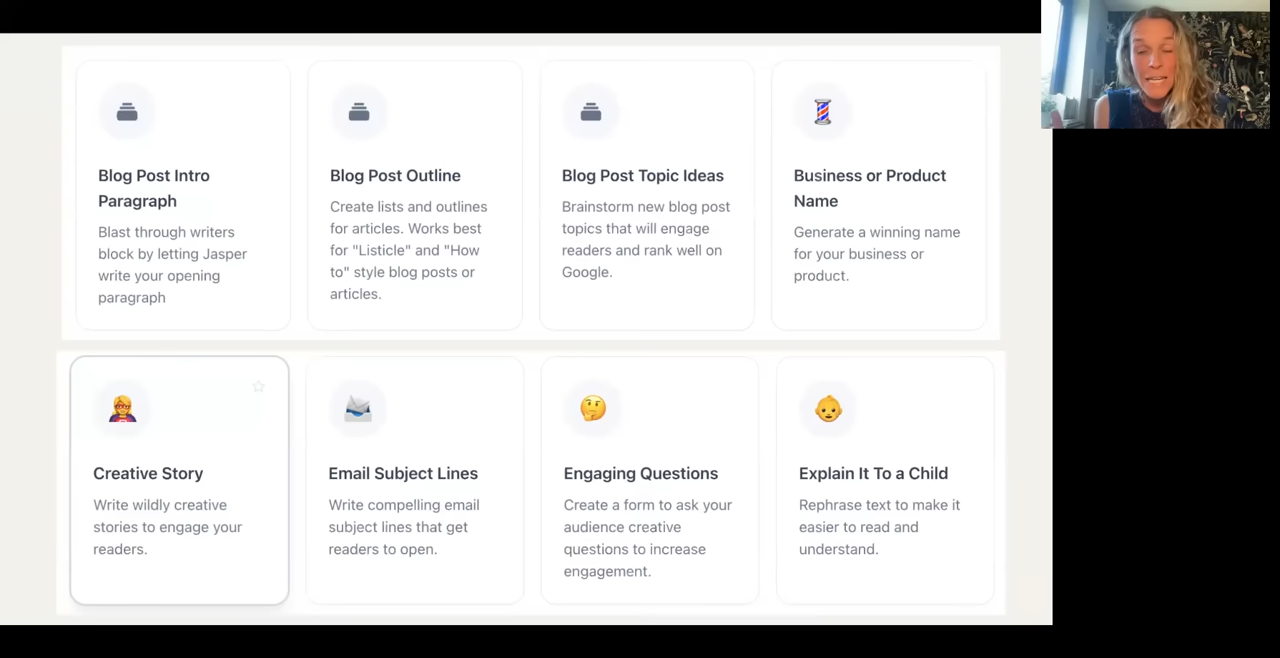 Blog Post Intro
Paragraph
Blast through writers
block by letting Jasper
write your opening
paragraph
Blog Post Outline
Create lists and outlines
for articles. Works best
for "Listicle" and "How
to" style blog posts or
articles.
Blog Post Topic Ideas
Brainstorm new blog post
topics that will engage
readers and rank well on
Google.
Business or Product
Name
Generate a winning name
for your business or
product.
Creative Story
Write wildly creative
stories to engage your
readers.
Email Subject Lines
Write compelling email
subject lines that get
readers to open.
Engaging Questions
Create a form to ask your
audience creative
questions to increase
engagement.
Explain It To a Child
Rephrase text to make it
easier to read and
understand.